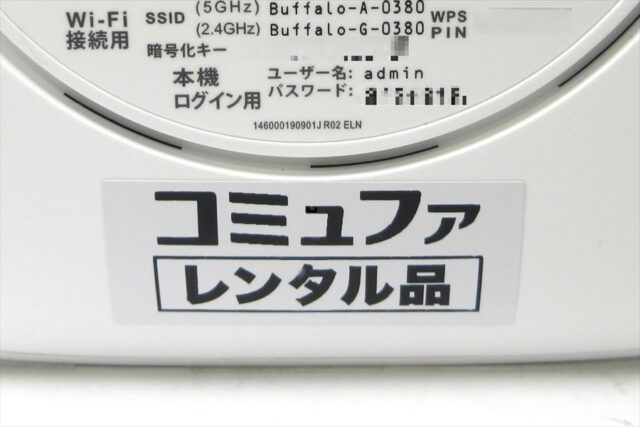 Wi-Fi 接続用 SSID (5GHz) Buffalo-A-0380
(2.4GHz) Buffalo-G-0380
WPS PIN
暗号化キー
本機 ログイン用 ユーザー名: admin
パスワード:
146000190901J R02 ELN
コミュファ
レンタル品